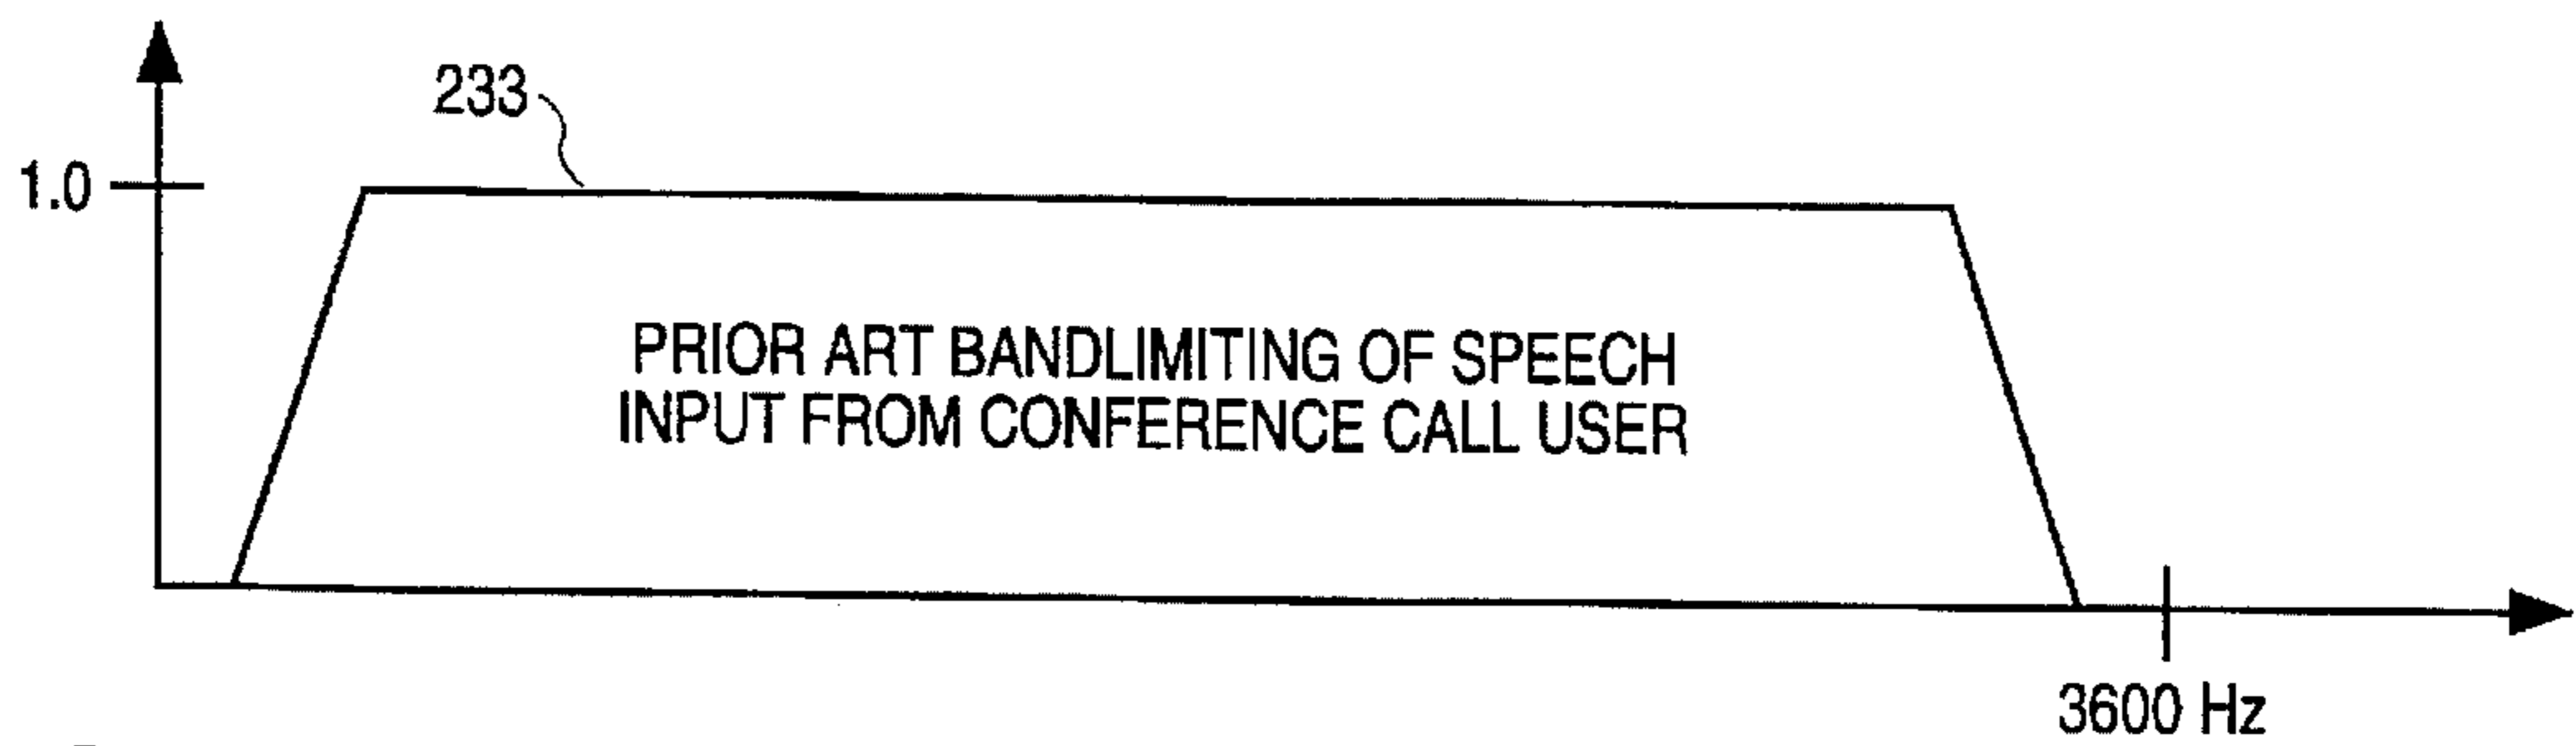 233
1.0
PRIOR ART BANDLIMITING OF SPEECH
INPUT FROM CONFERENCE CALL USER
3600 Hz